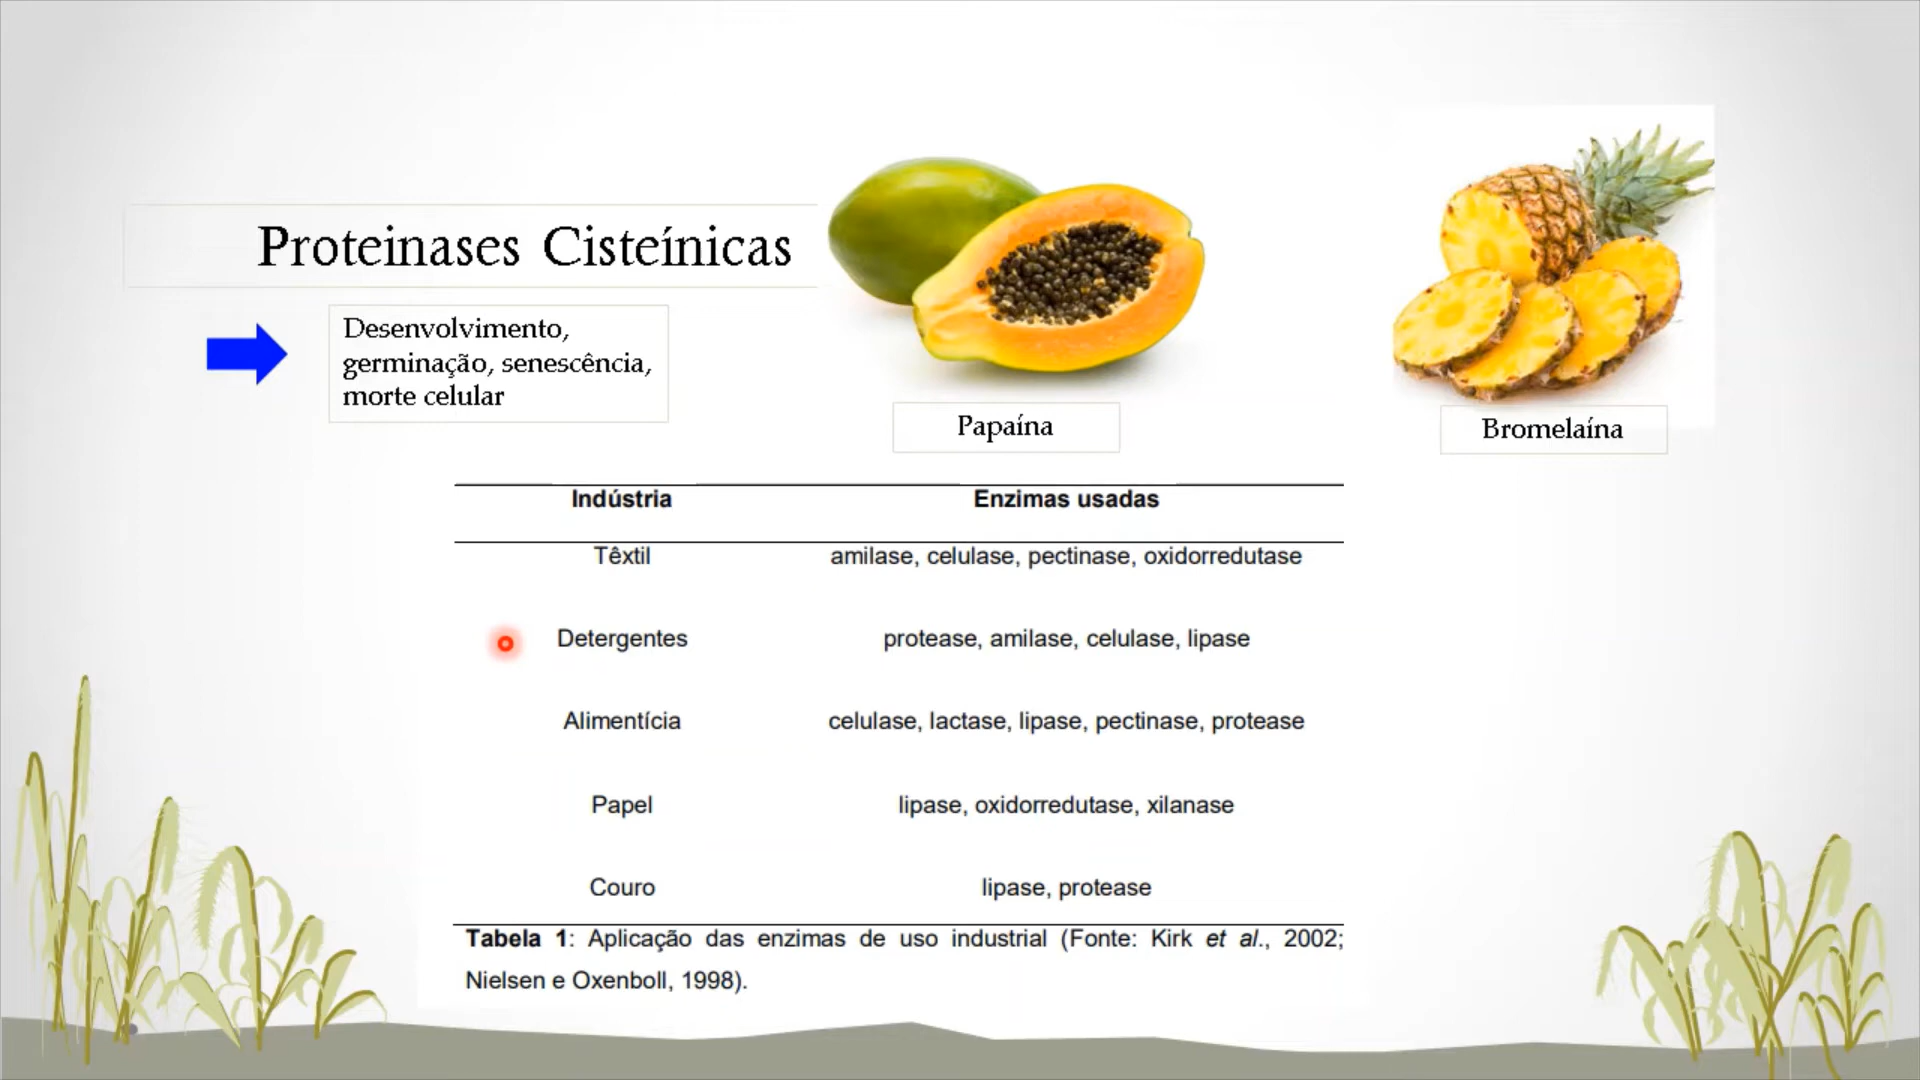 Proteinases Cisteínicas
Desenvolvimento,
germinação, senescência,
morte celular
Papaína
Bromelaína
Indústria Enzimas usadas
Têxtil amilase, celulase, pectinase, oxidorredutase
Detergentes protease, amilase, celulase, lipase
Alimentícia celulase, lactase, lipase, pectinase, protease
Papel lipase, oxidorredutase, xilanase
Couro lipase, protease
Tabela 1: Aplicação das enzimas de uso industrial (Fonte: Kirk et al., 2002;
Nielsen e Oxenboll, 1998).